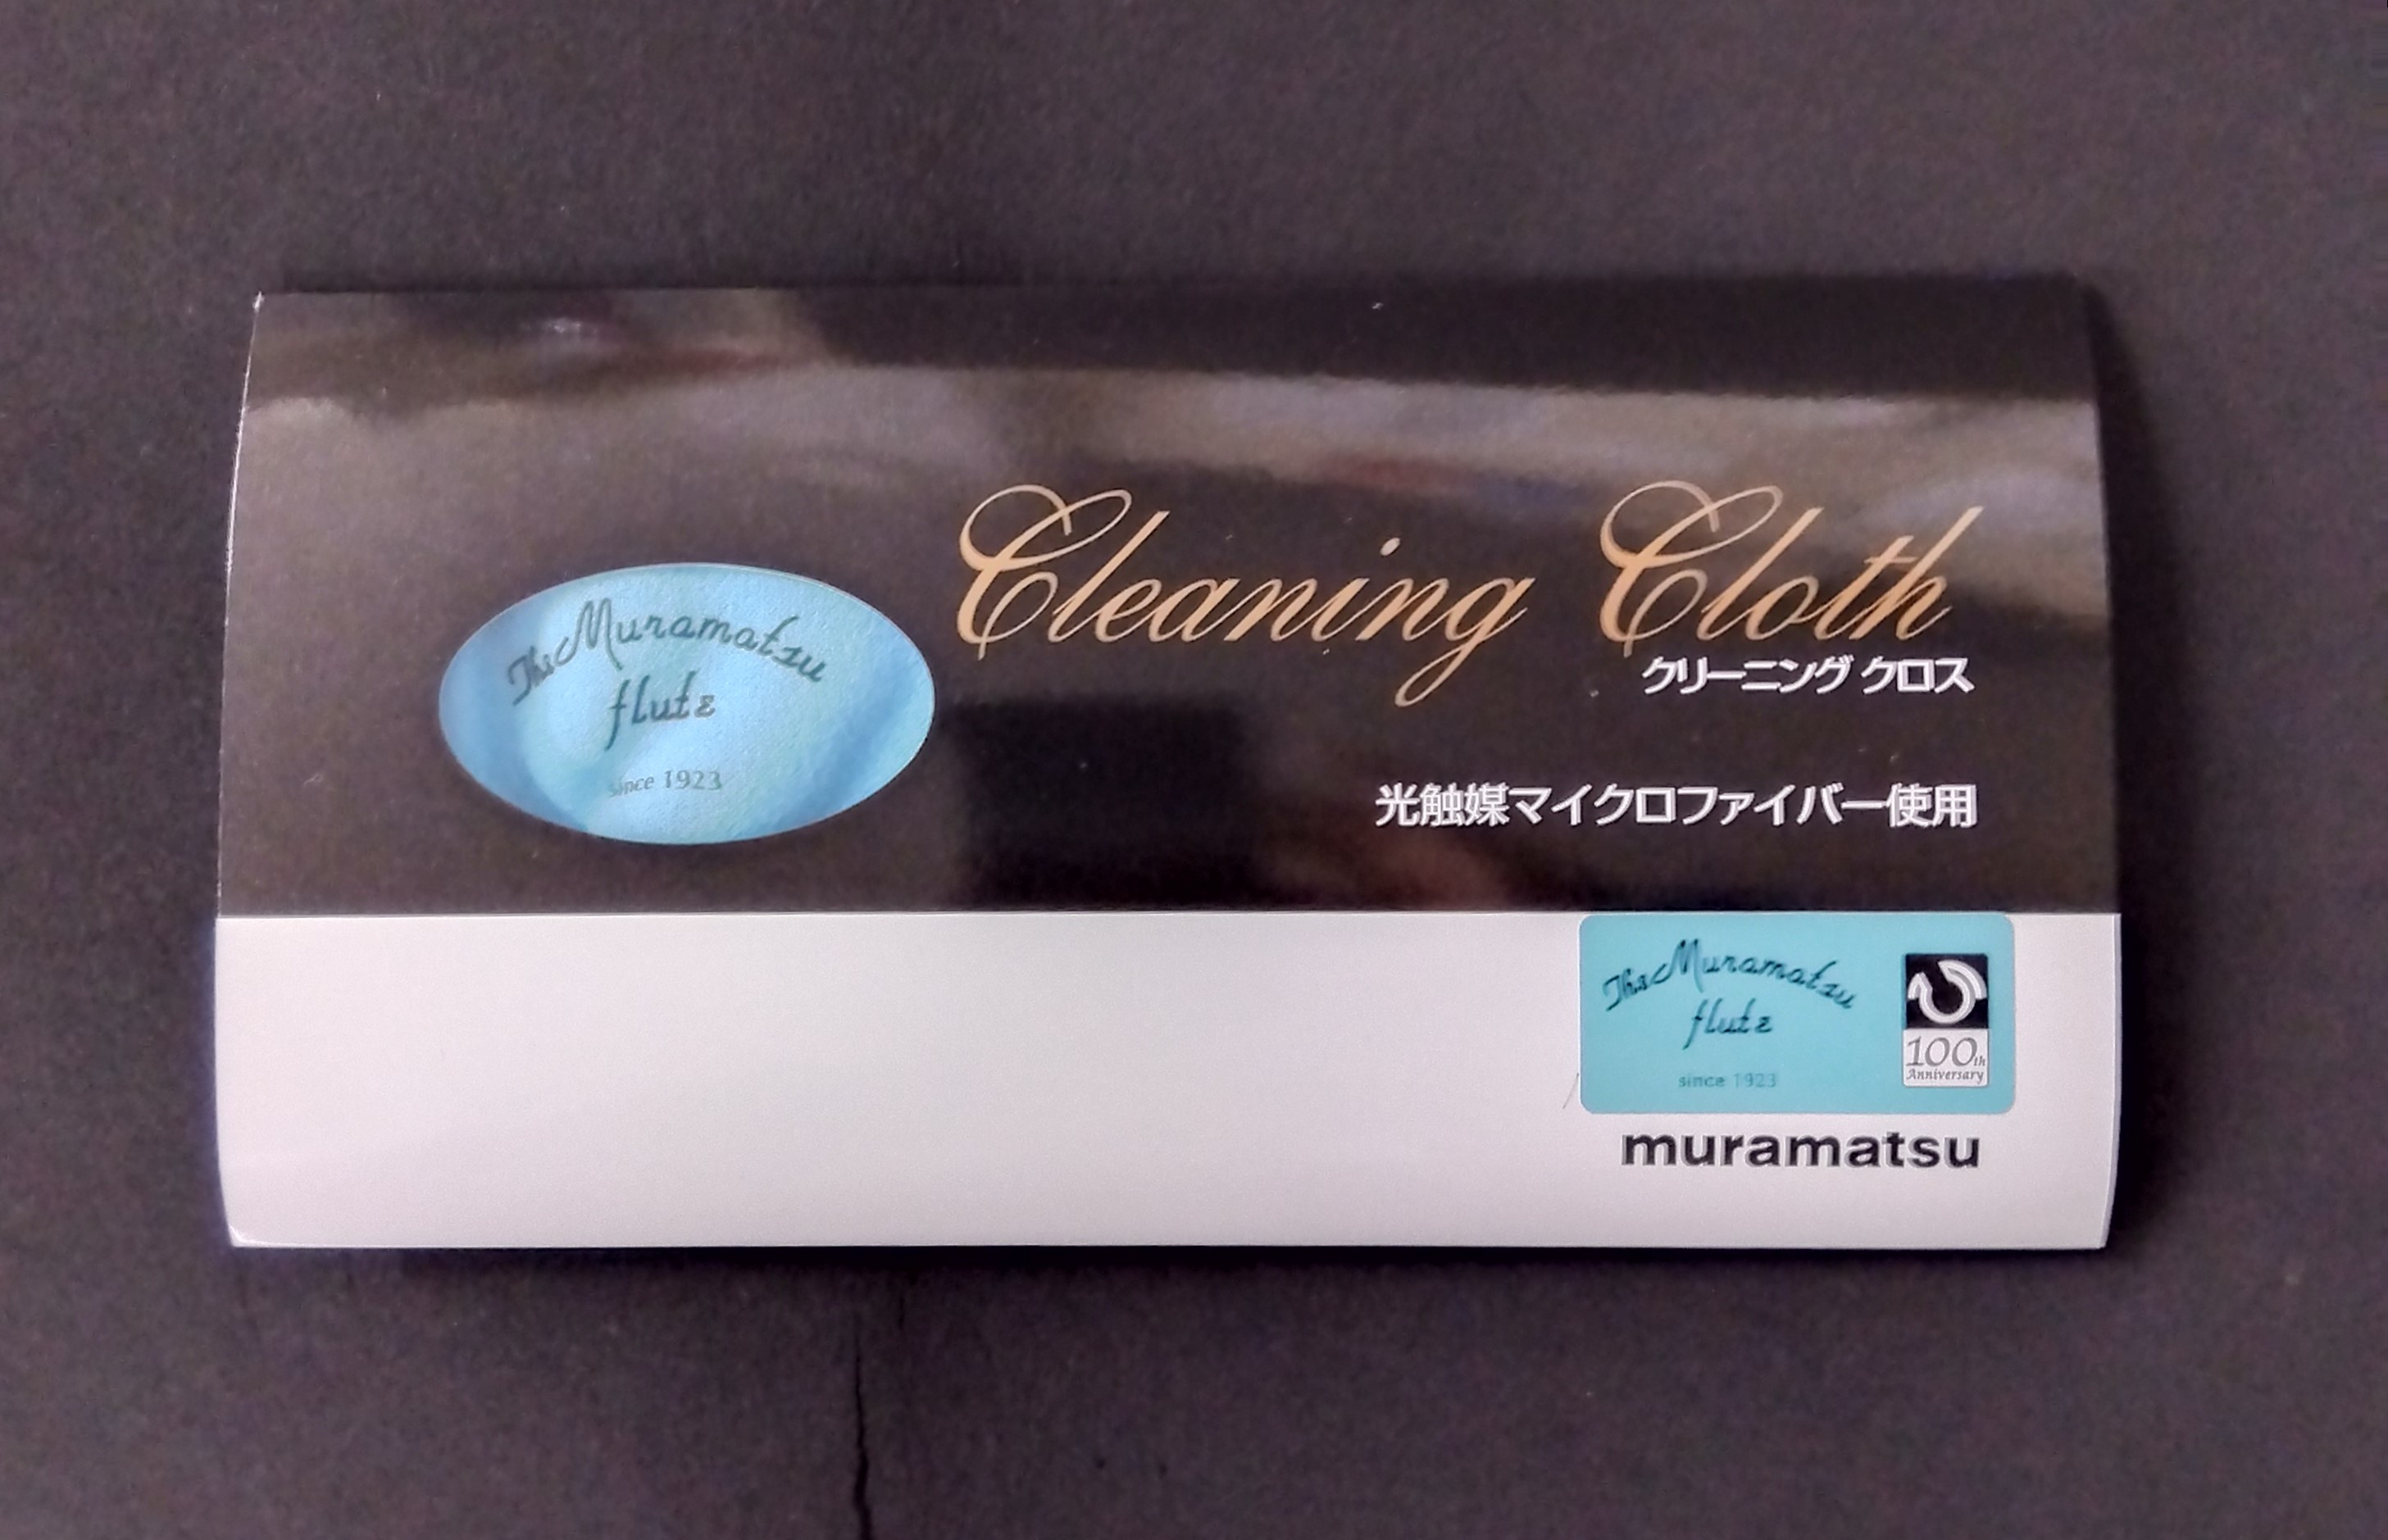 Cleaning Cloth
クリーニング クロス
The Muramatsu
flute
since 1923
光触媒マイクロファイバー使用
The Muramatsu
flute
since 1923
100th
Anniversary
muramatsu